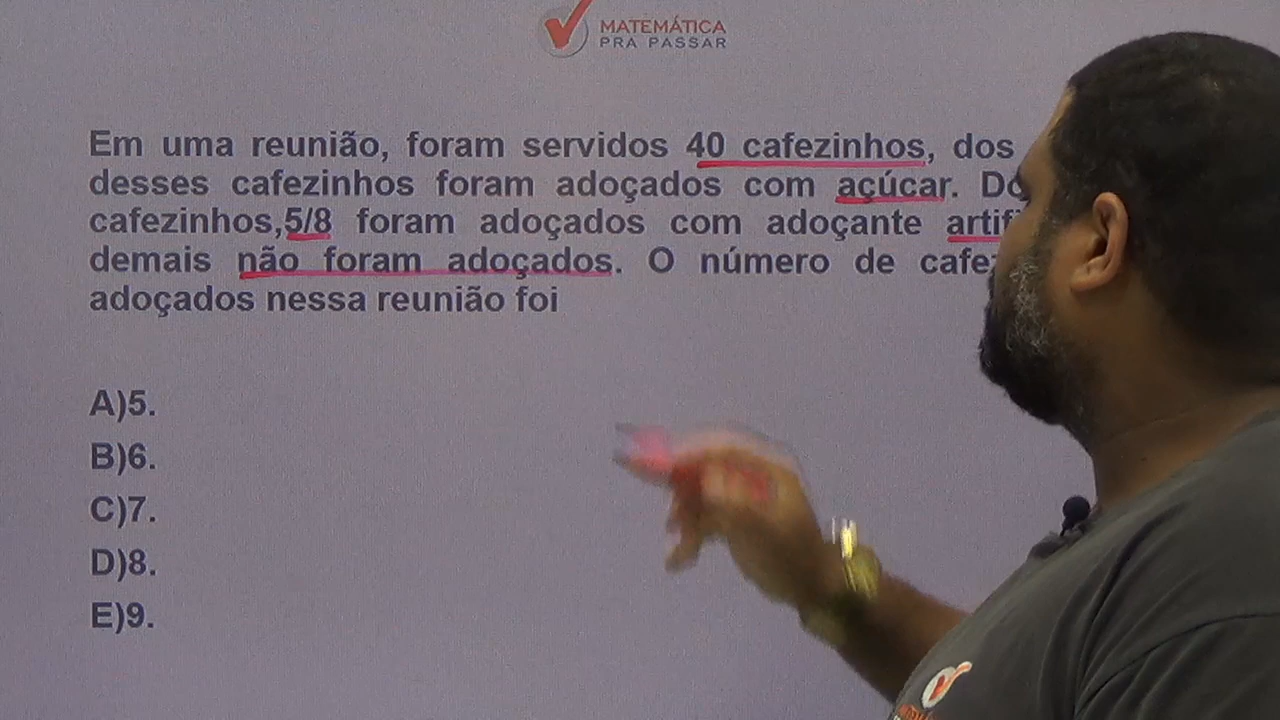 MATEMÁTICA
PRA PASSAR
Em uma reunião, foram servidos 40 cafezinhos, dos
desses cafezinhos foram adoçados com açúcar.
cafezinhos,5/8 foram adoçados com adoçante
demais não foram adoçados. O número de
adoçados nessa reunião foi
A)5.
B)6.
C)7.
D)8.
E)9.